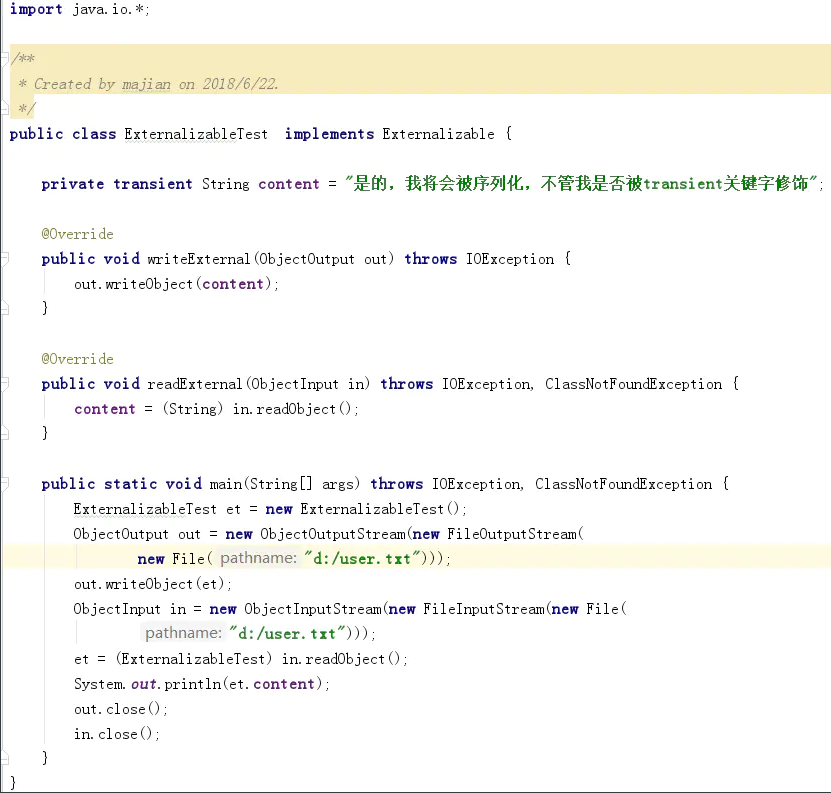 import java.io.*;
/**
 * Created by majian on 2018/6/22.
 */
public class ExternalizableTest  implements Externalizable {
    private transient String content = "是的，我将会被序列化，不管我是否被transient关键字修饰";
    @Override
    public void writeExternal(ObjectOutput out) throws IOException {
        out.writeObject(content);
    }
    @Override
    public void readExternal(ObjectInput in) throws IOException, ClassNotFoundException {
        content = (String) in.readObject();
    }
    public static void main(String[] args) throws IOException, ClassNotFoundException {
        ExternalizableTest et = new ExternalizableTest();
        ObjectOutput out = new ObjectOutputStream(new FileOutputStream(
                new File( pathname: "d:/user.txt")));
        out.writeObject(et);
        ObjectInput in = new ObjectInputStream(new FileInputStream(new File(
                pathname: "d:/user.txt")));
        et = (ExternalizableTest) in.readObject();
        System.out.println(et.content);
        out.close();
        in.close();
    }
}